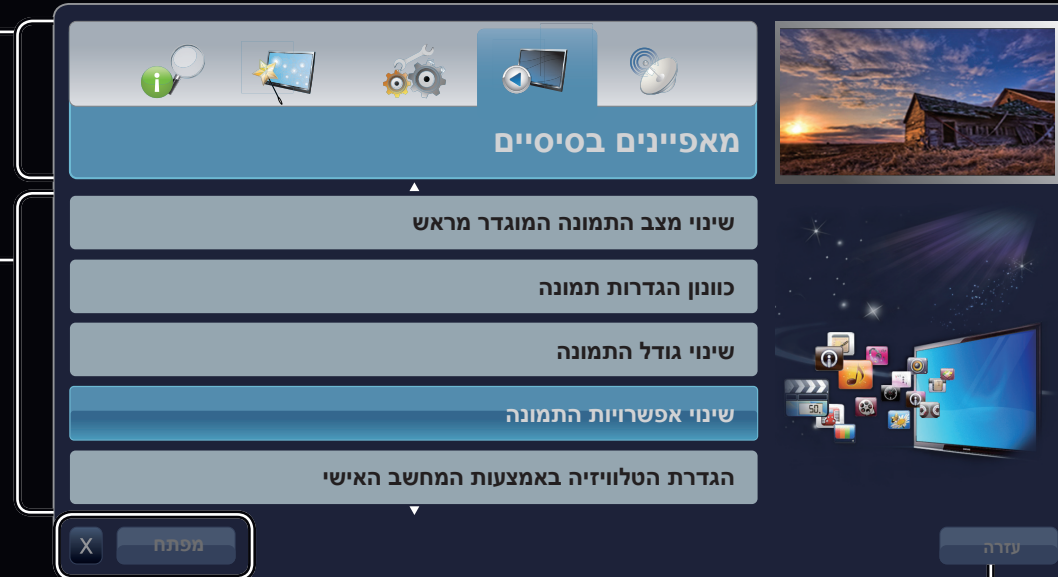 מאפיינים בסיסיים
שינוי מצב התמונה המוגדר מראש
כוונון הגדרות תמונה
שינוי גודל התמונה
שינוי אפשרויות התמונה
הגדרת הטלוויזיה באמצעות המחשב האישי
עזרה
מפתח
X